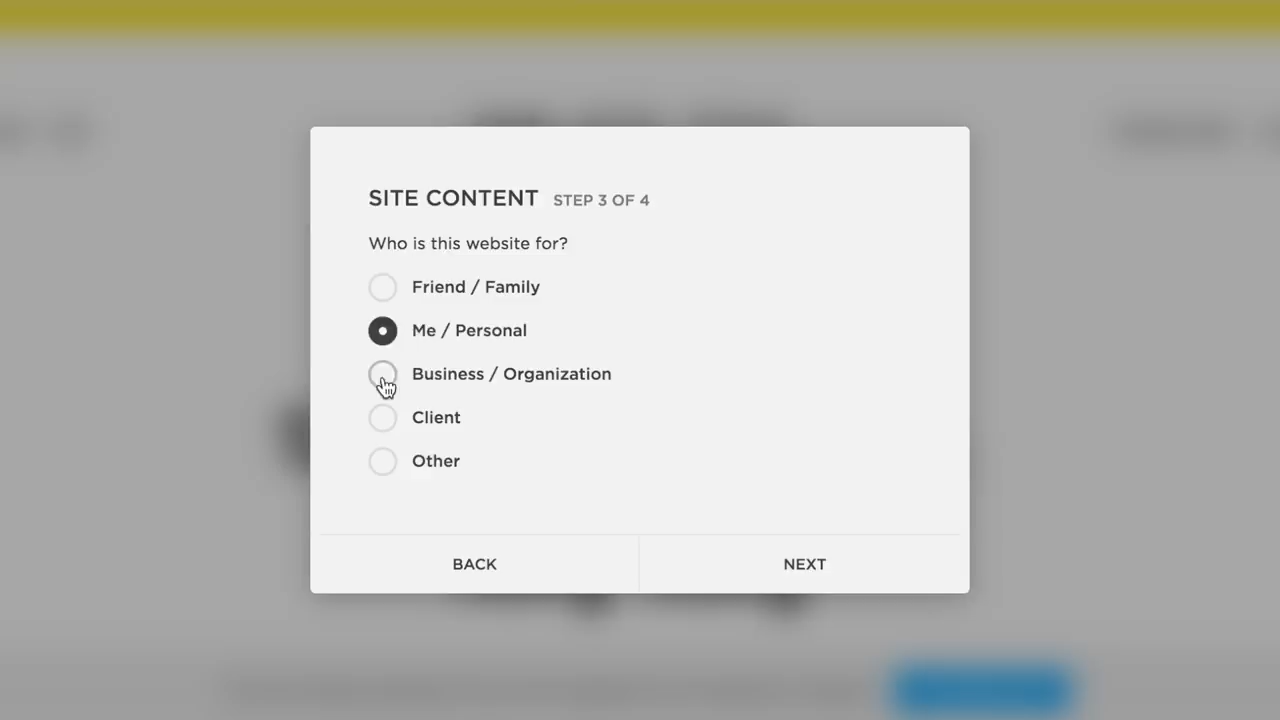 SITE CONTENT STEP 3 OF 4
Who is this website for?
Friend / Family
Me / Personal
Business / Organization
Client
Other
BACK NEXT